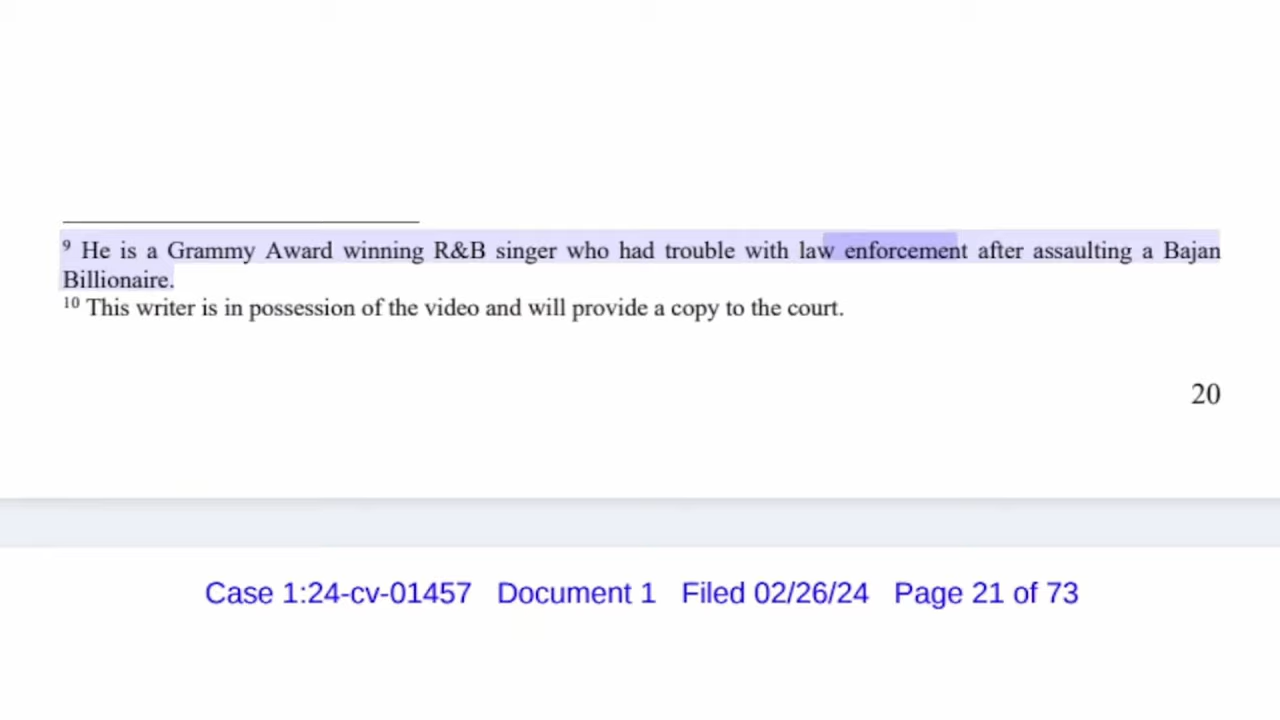 9 He is a Grammy Award winning R&B singer who had trouble with law enforcement after assaulting a Bajan
Billionaire.
10 This writer is in possession of the video and will provide a copy to the court.
20
Case 1:24-cv-01457 Document 1 Filed 02/26/24 Page 21 of 73